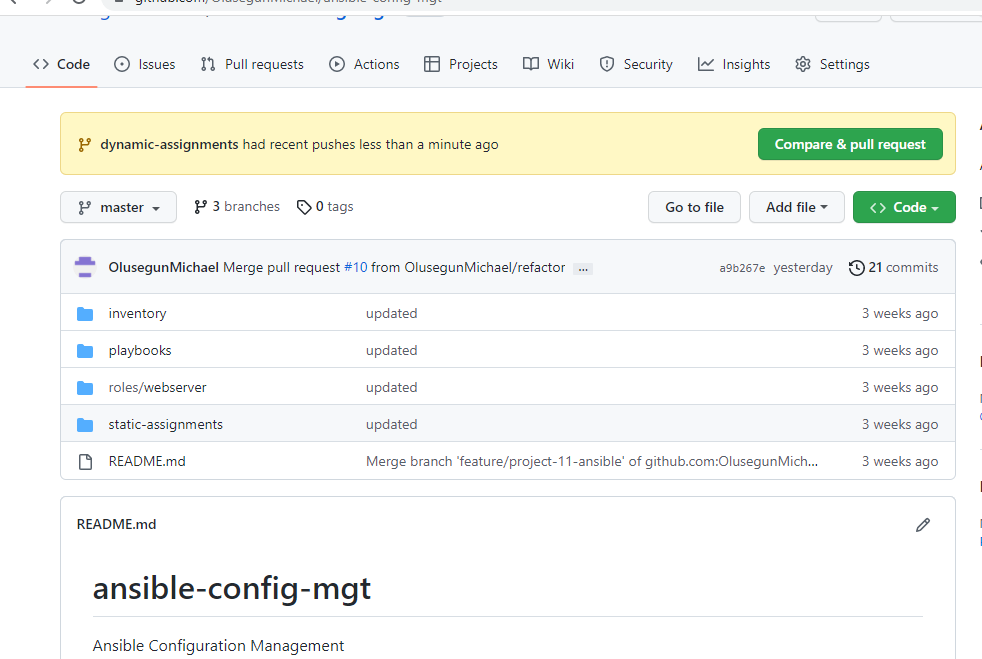 github.com/OlusegunMichael/ansible-config-mgt
Code Issues Pull requests Actions Projects Wiki Security Insights Settings
dynamic-assignments had recent pushes less than a minute ago Compare & pull request
master 3 branches 0 tags Go to file Add file Code
OlusegunMichael Merge pull request #10 from OlusegunMichael/refactor ... a9b267e yesterday 21 commits
inventory updated 3 weeks ago
playbooks updated 3 weeks ago
roles/webserver updated 3 weeks ago
static-assignments updated 3 weeks ago
README.md Merge branch 'feature/project-11-ansible' of github.com:OlusegunMich... 3 weeks ago
README.md
ansible-config-mgt
Ansible Configuration Management